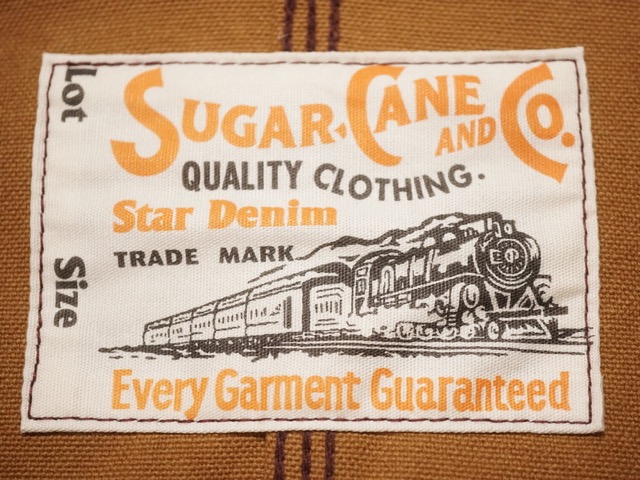 Lot
Size
SUGAR CANE AND CO.
QUALITY CLOTHING.
Star Denim
TRADE MARK
Every Garment Guaranteed